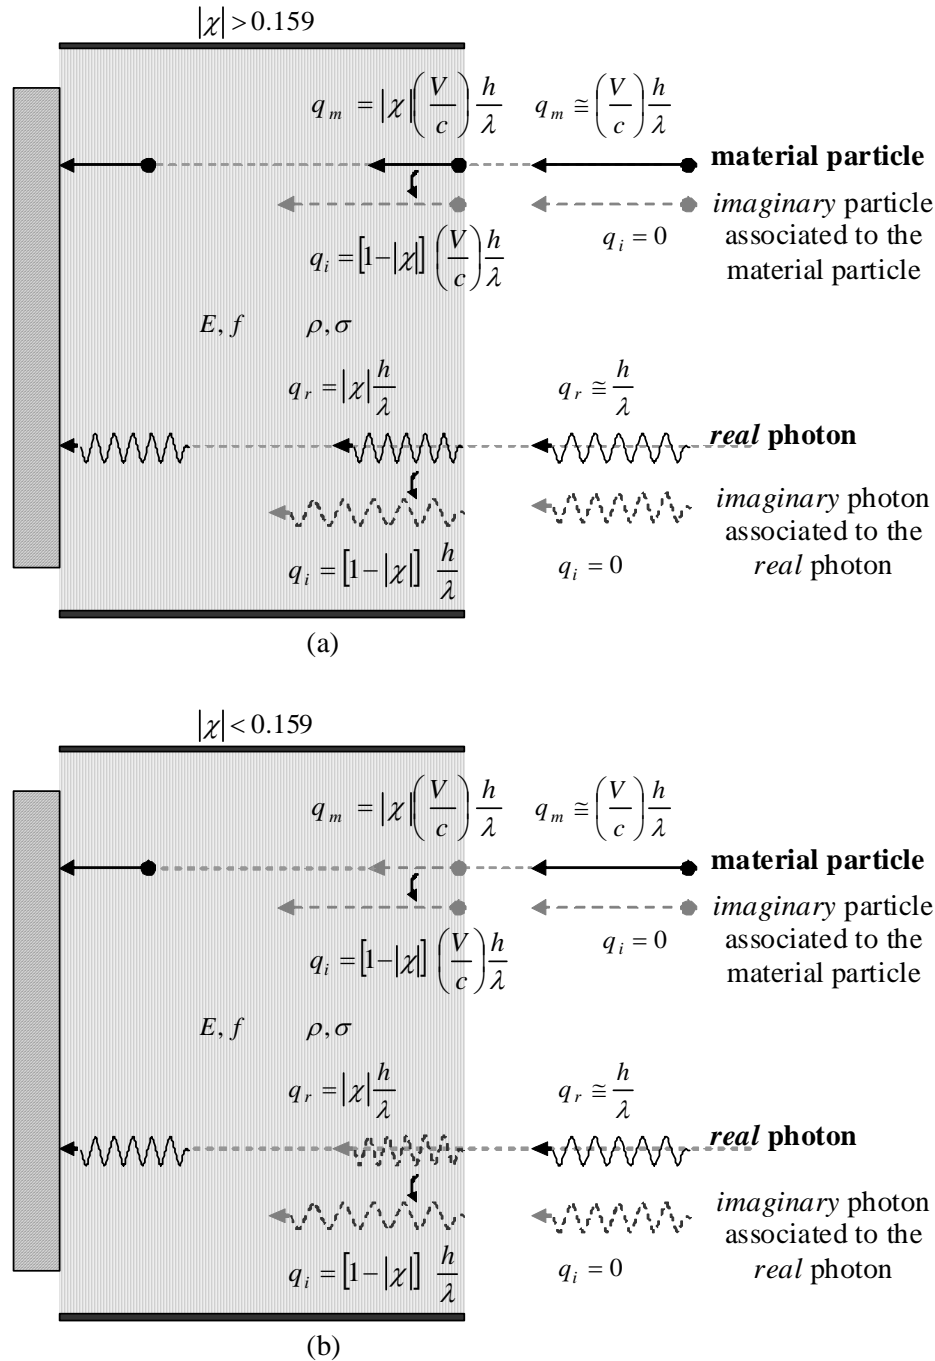 |χ| > 0.159
q_m = |χ| (V/c) h/λ    q_m ≅ (V/c) h/λ
material particle
imaginary particle
associated to the
material particle
q_i = 0
q_i = [1−|χ|] (V/c) h/λ
E, f    ρ, σ
q_r = |χ| h/λ    q_r ≅ h/λ
real photon
imaginary photon
associated to the
real photon
q_i = [1−|χ|] h/λ    q_i = 0
(a)
|χ| < 0.159
q_m = |χ| (V/c) h/λ    q_m ≅ (V/c) h/λ
material particle
imaginary particle
associated to the
material particle
q_i = 0
q_i = [1−|χ|] (V/c) h/λ
E, f    ρ, σ
q_r = |χ| h/λ    q_r ≅ h/λ
real photon
imaginary photon
associated to the
real photon
q_i = [1−|χ|] h/λ    q_i = 0
(b)